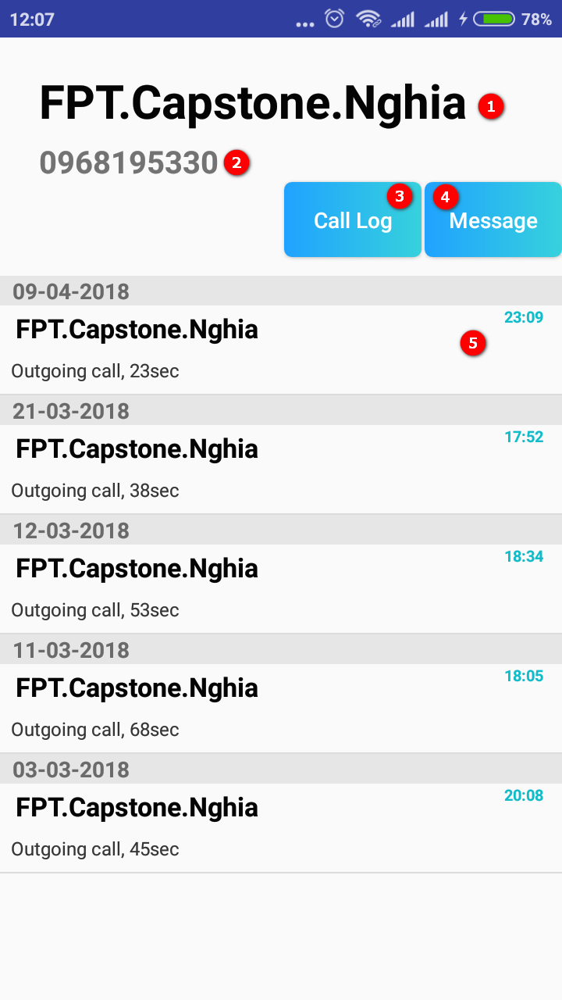 12:07 ... 78%
FPT.Capstone.Nghia 1
0968195330 2
3 4
Call Log Message
09-04-2018
FPT.Capstone.Nghia 23:09
5
Outgoing call, 23sec
21-03-2018
FPT.Capstone.Nghia 17:52
Outgoing call, 38sec
12-03-2018
FPT.Capstone.Nghia 18:34
Outgoing call, 53sec
11-03-2018
FPT.Capstone.Nghia 18:05
Outgoing call, 68sec
03-03-2018
FPT.Capstone.Nghia 20:08
Outgoing call, 45sec